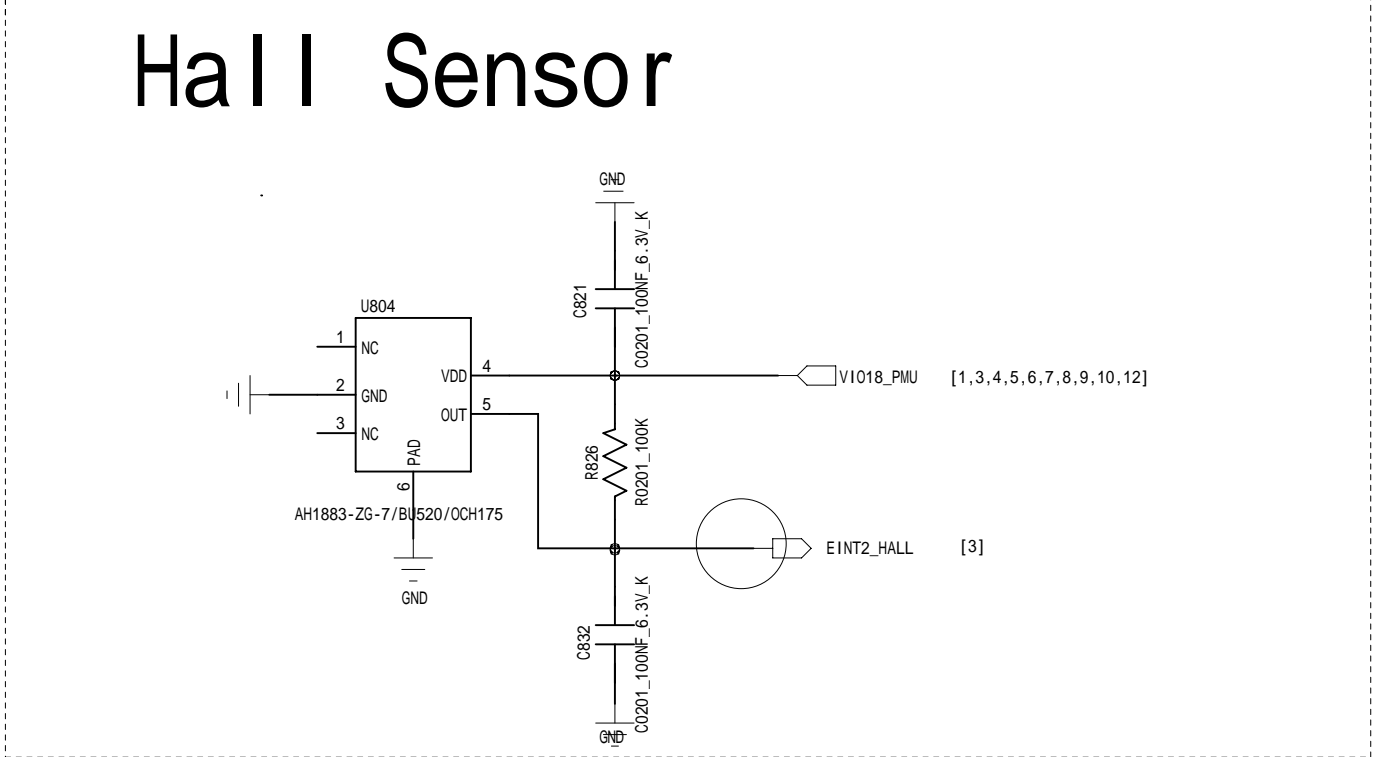 Hall Sensor
GND
C821
C0201_100NF_6.3V_K
U804
1
NC
VDD
4
VIO18_PMU
[1,3,4,5,6,7,8,9,10,12]
2
GND
OUT
5
3
NC
PAD
6
R826
R0201_100K
AH1883-ZG-7/BU520/OCH175
GND
EINT2_HALL
[3]
C832
C0201_100NF_6.3V_K
GND